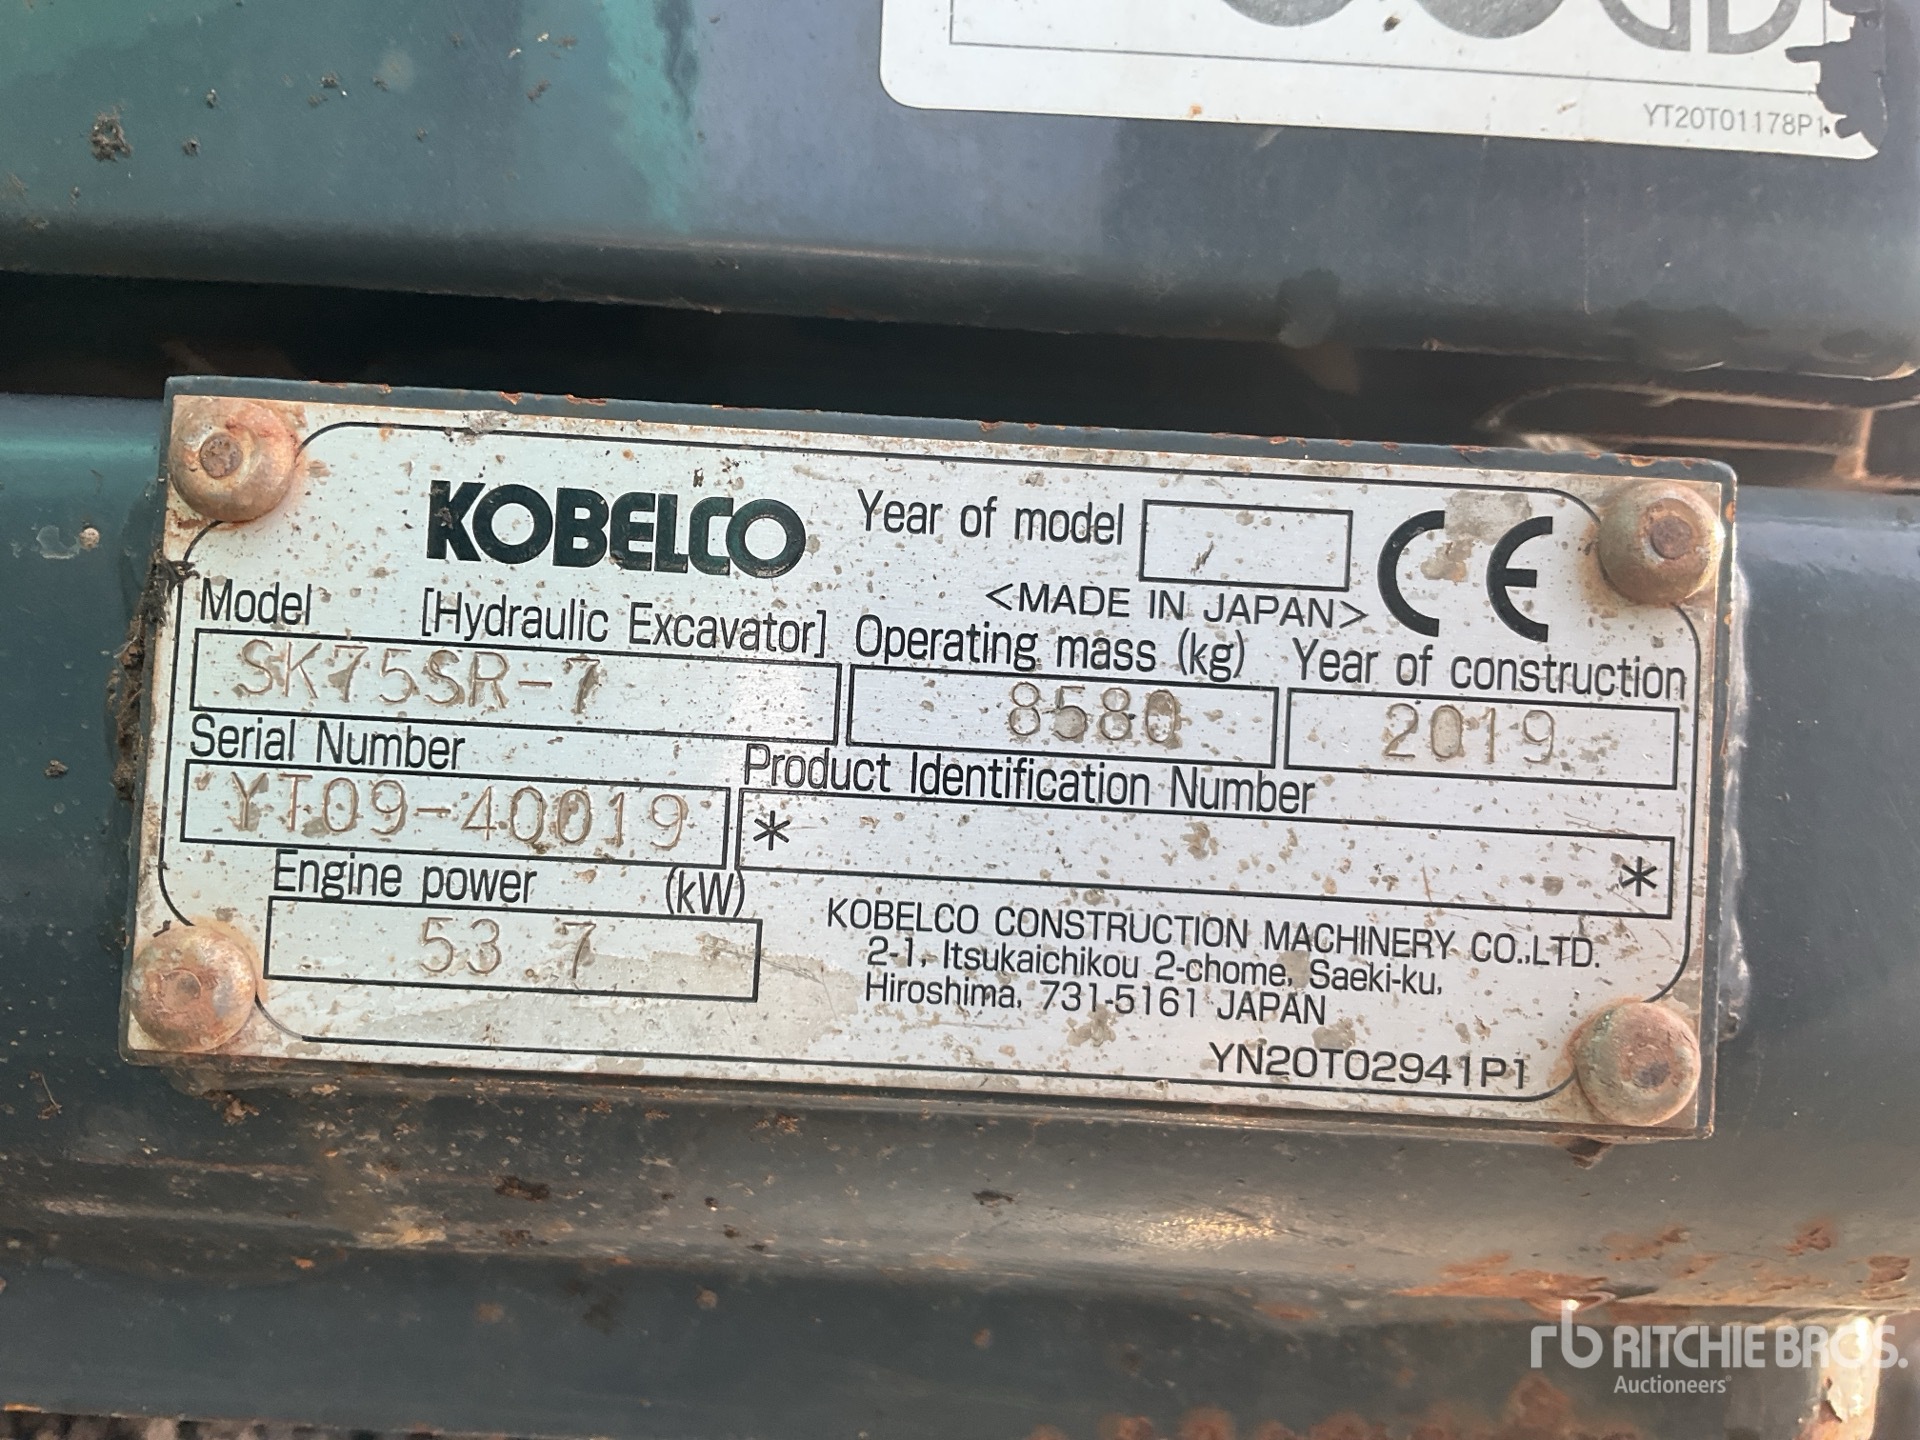 YT20T01178P1
KOBELCO
Year of model /
CE
<MADE IN JAPAN>
Model [Hydraulic Excavator] Operating mass (kg) Year of construction
SK75SR-7 8580 2019
Serial Number Product Identification Number
YT09-40019 * *
Engine power (kW)
53.7
KOBELCO CONSTRUCTION MACHINERY CO.,LTD.
2-1, Itsukaichikou 2-chome, Saeki-ku,
Hiroshima, 731-5161 JAPAN
YN20T02941P1
rb RITCHIE BROS.
Auctioneers